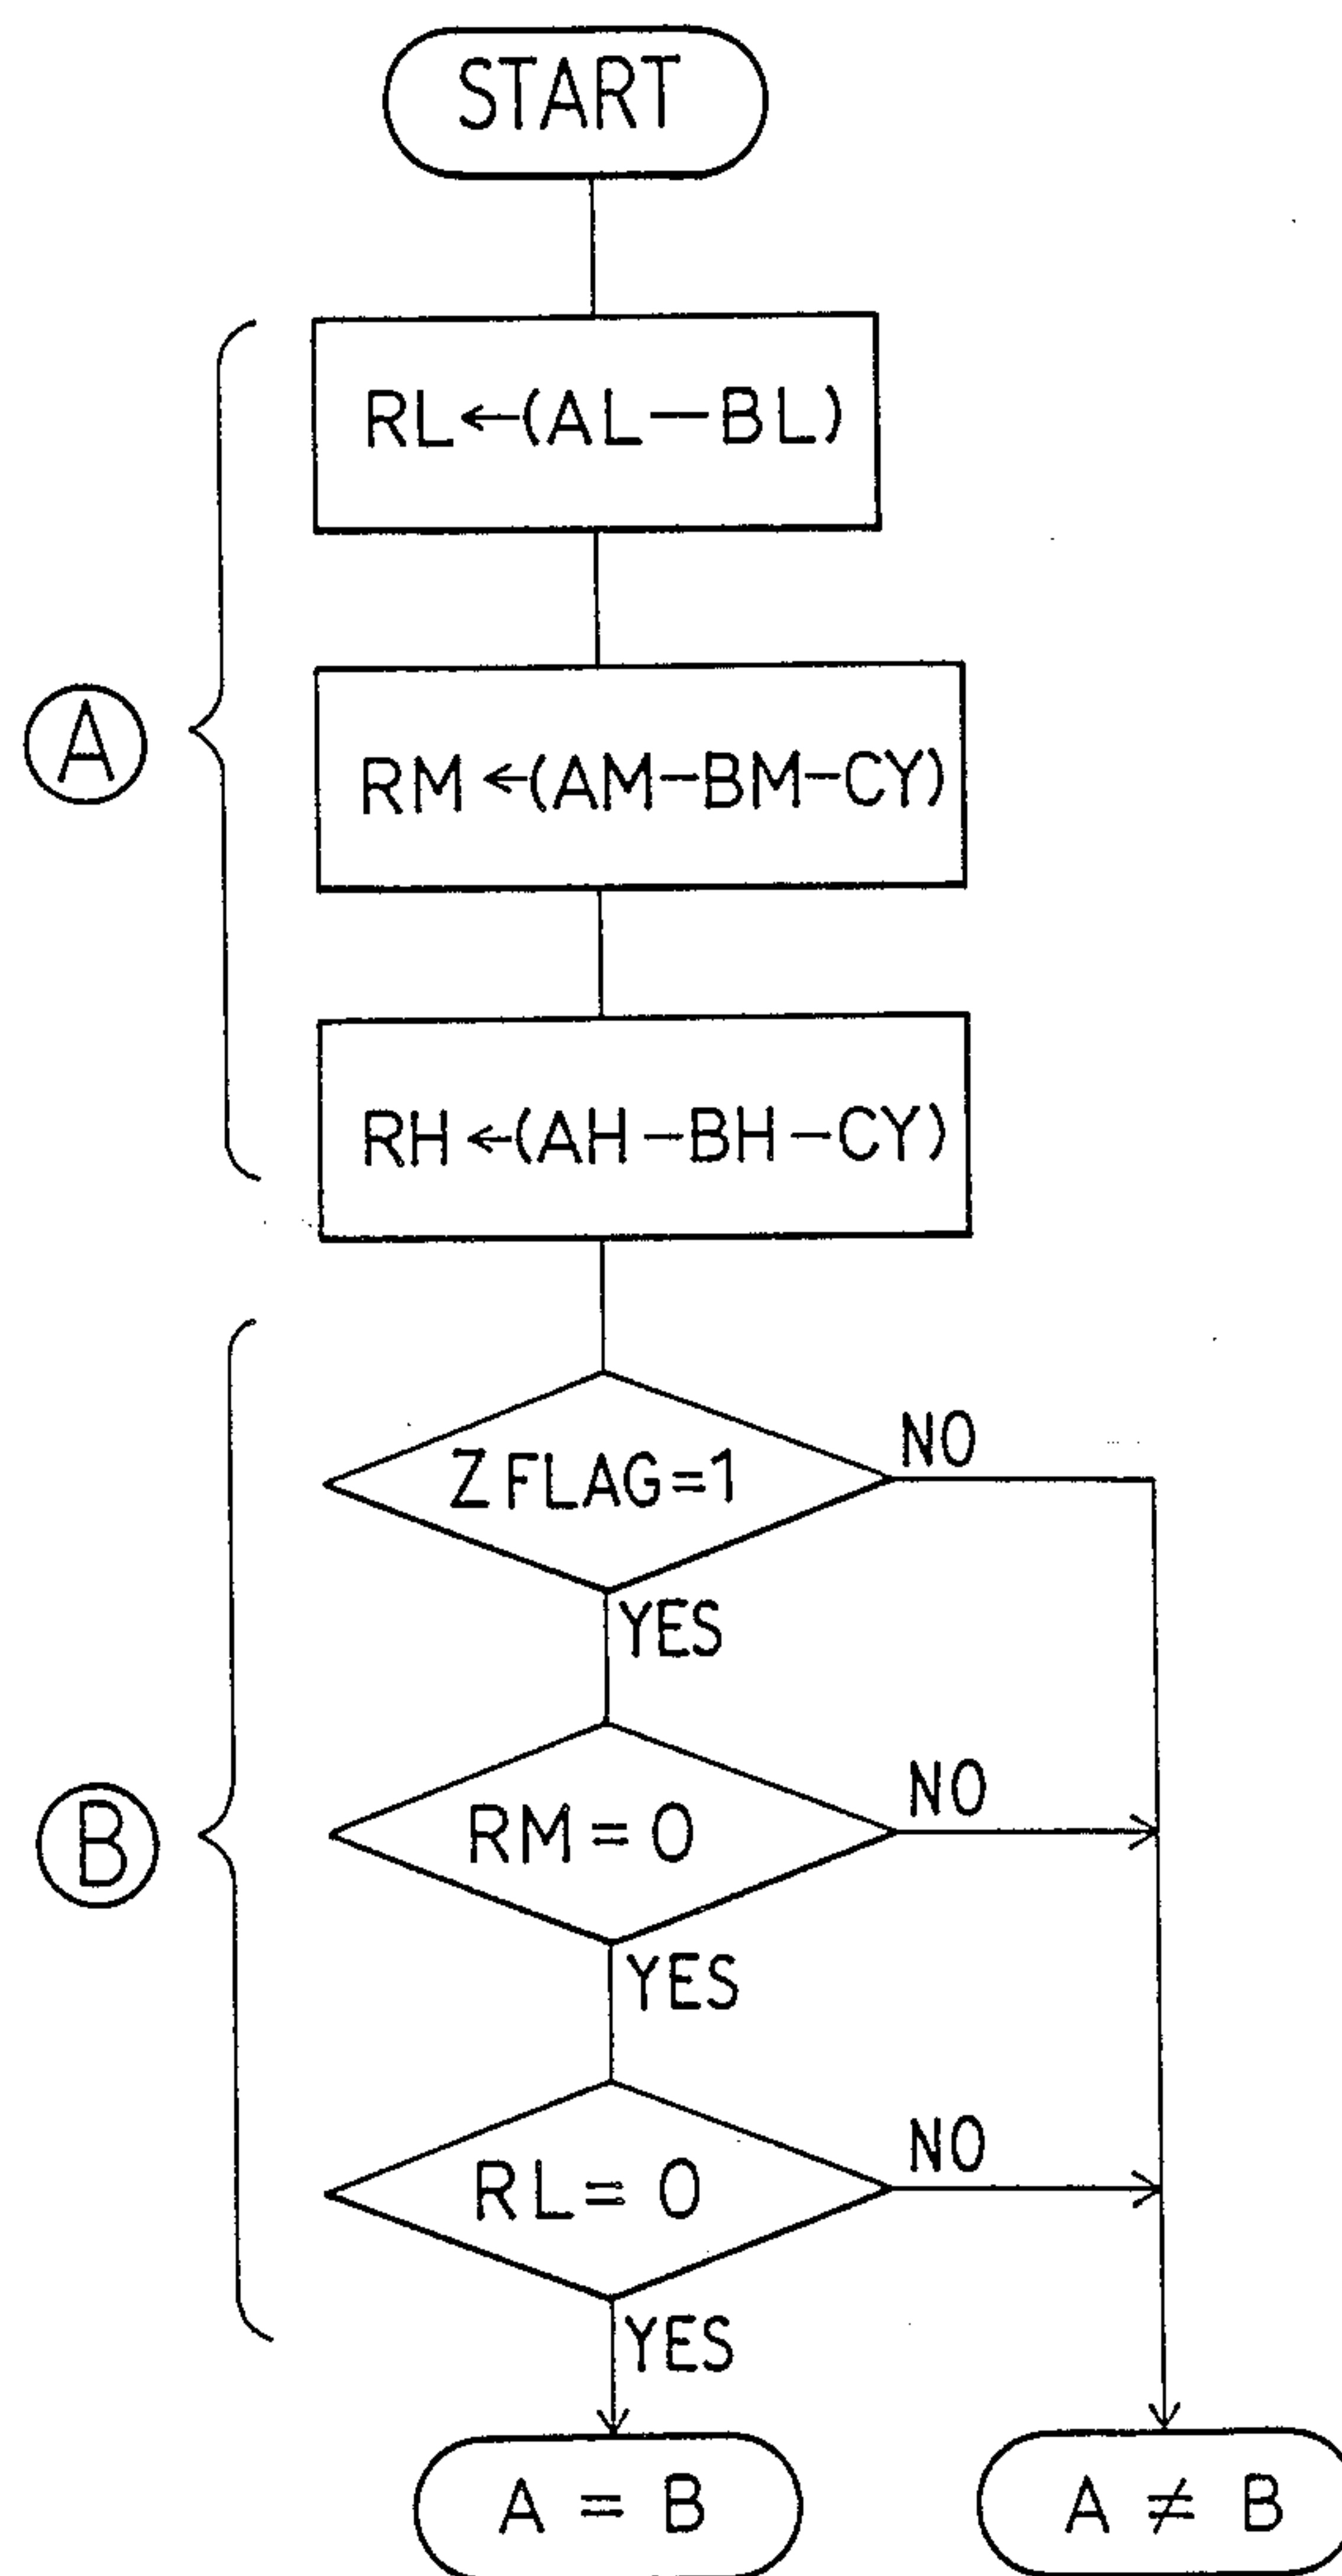 START
RL←(AL−BL)
A
RM←(AM−BM−CY)
RH←(AH−BH−CY)
Z FLAG=1
NO
YES
B
RM=0
NO
YES
RL=0
NO
YES
A = B
A ≠ B